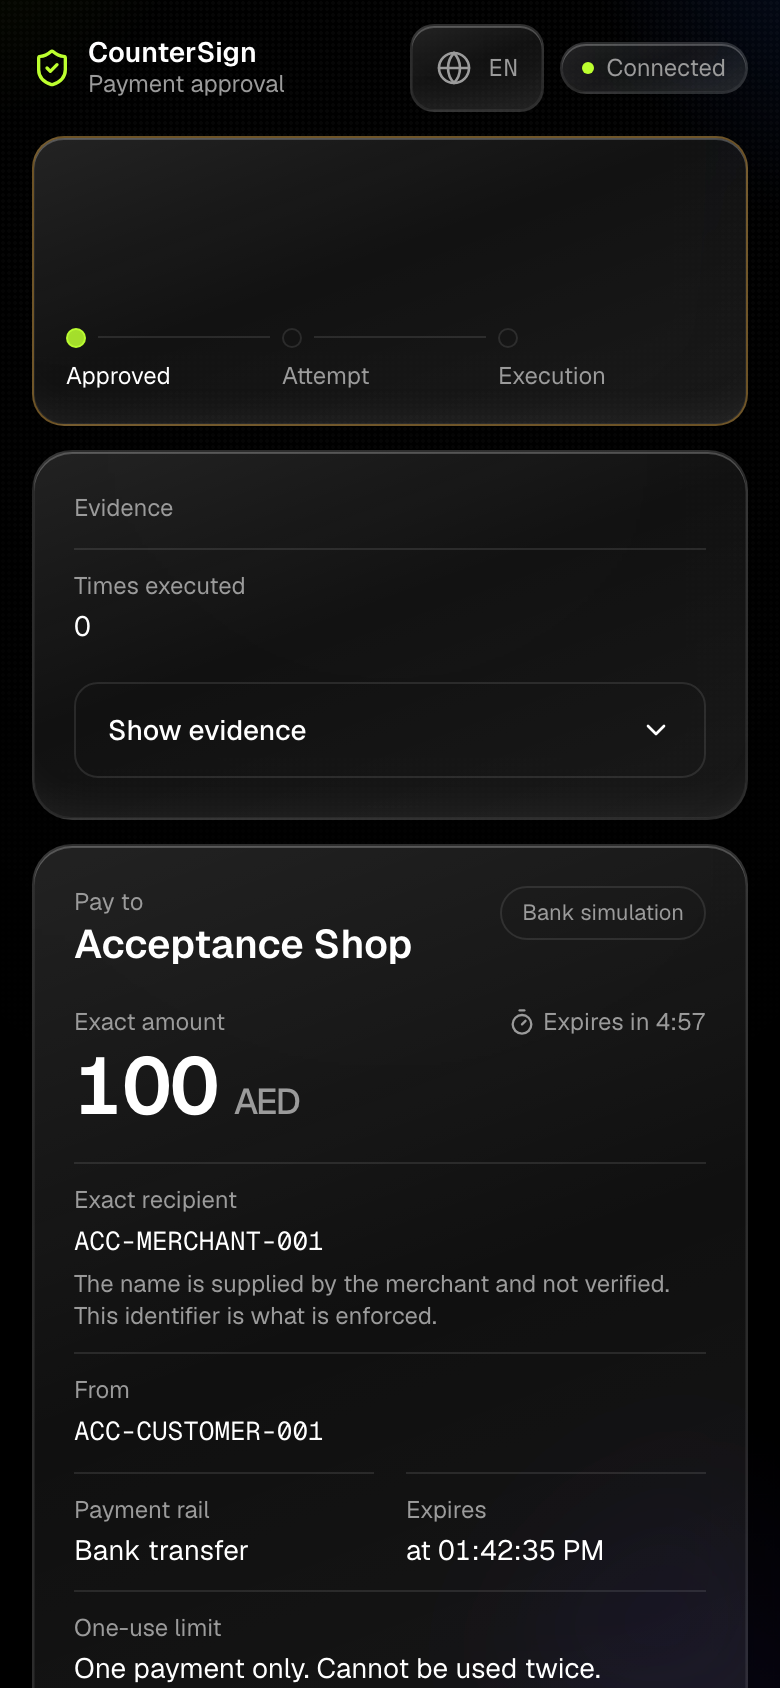 CounterSign
Payment approval
EN
Connected
Approved
Attempt
Execution
Evidence
Times executed
0
Show evidence
Pay to
Bank simulation
Acceptance Shop
Exact amount
Expires in 4:57
100 AED
Exact recipient
ACC-MERCHANT-001
The name is supplied by the merchant and not verified.
This identifier is what is enforced.
From
ACC-CUSTOMER-001
Payment rail
Expires
Bank transfer
at 01:42:35 PM
One-use limit
One payment only. Cannot be used twice.